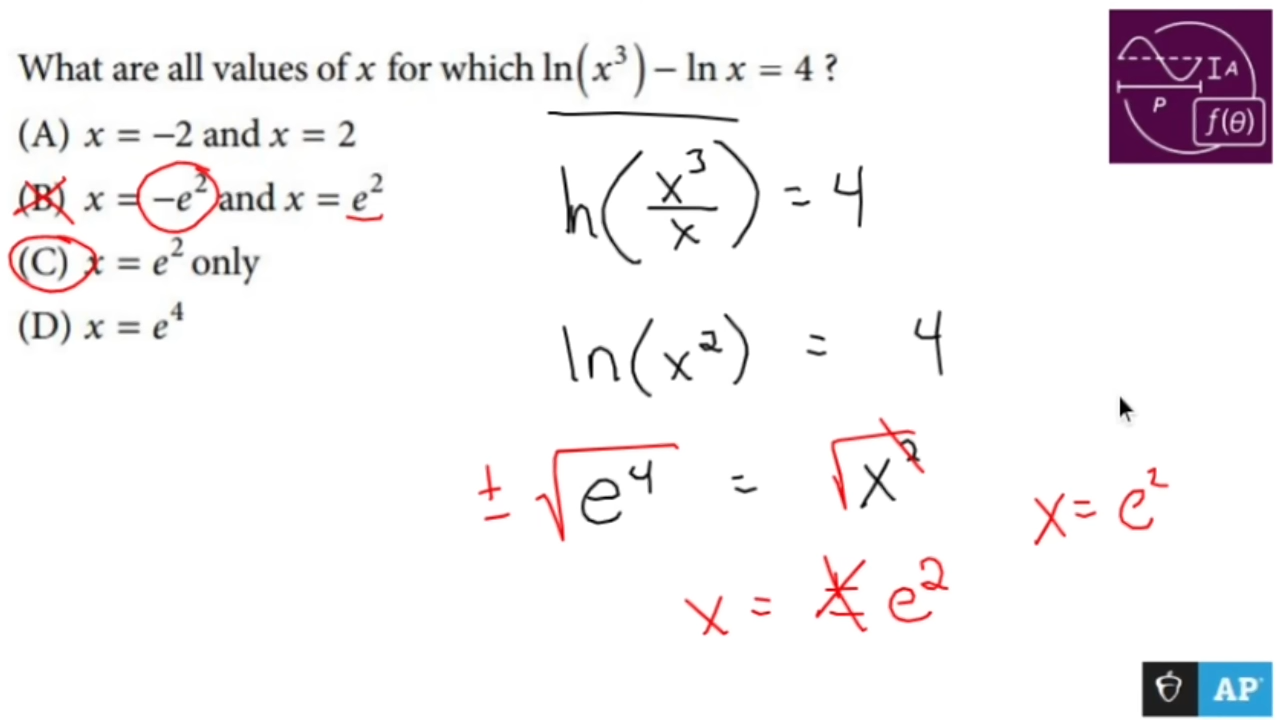 What are all values of x for which ln(x³) − ln x = 4 ?
(A) x = −2 and x = 2
(B) x = −e² and x = e²
(C) x = e² only
(D) x = e⁴
ln(x³/x) = 4
ln(x²) = 4
± √e⁴ = √x²
x = ± e²
x = e²
A
P
f(θ)
AP